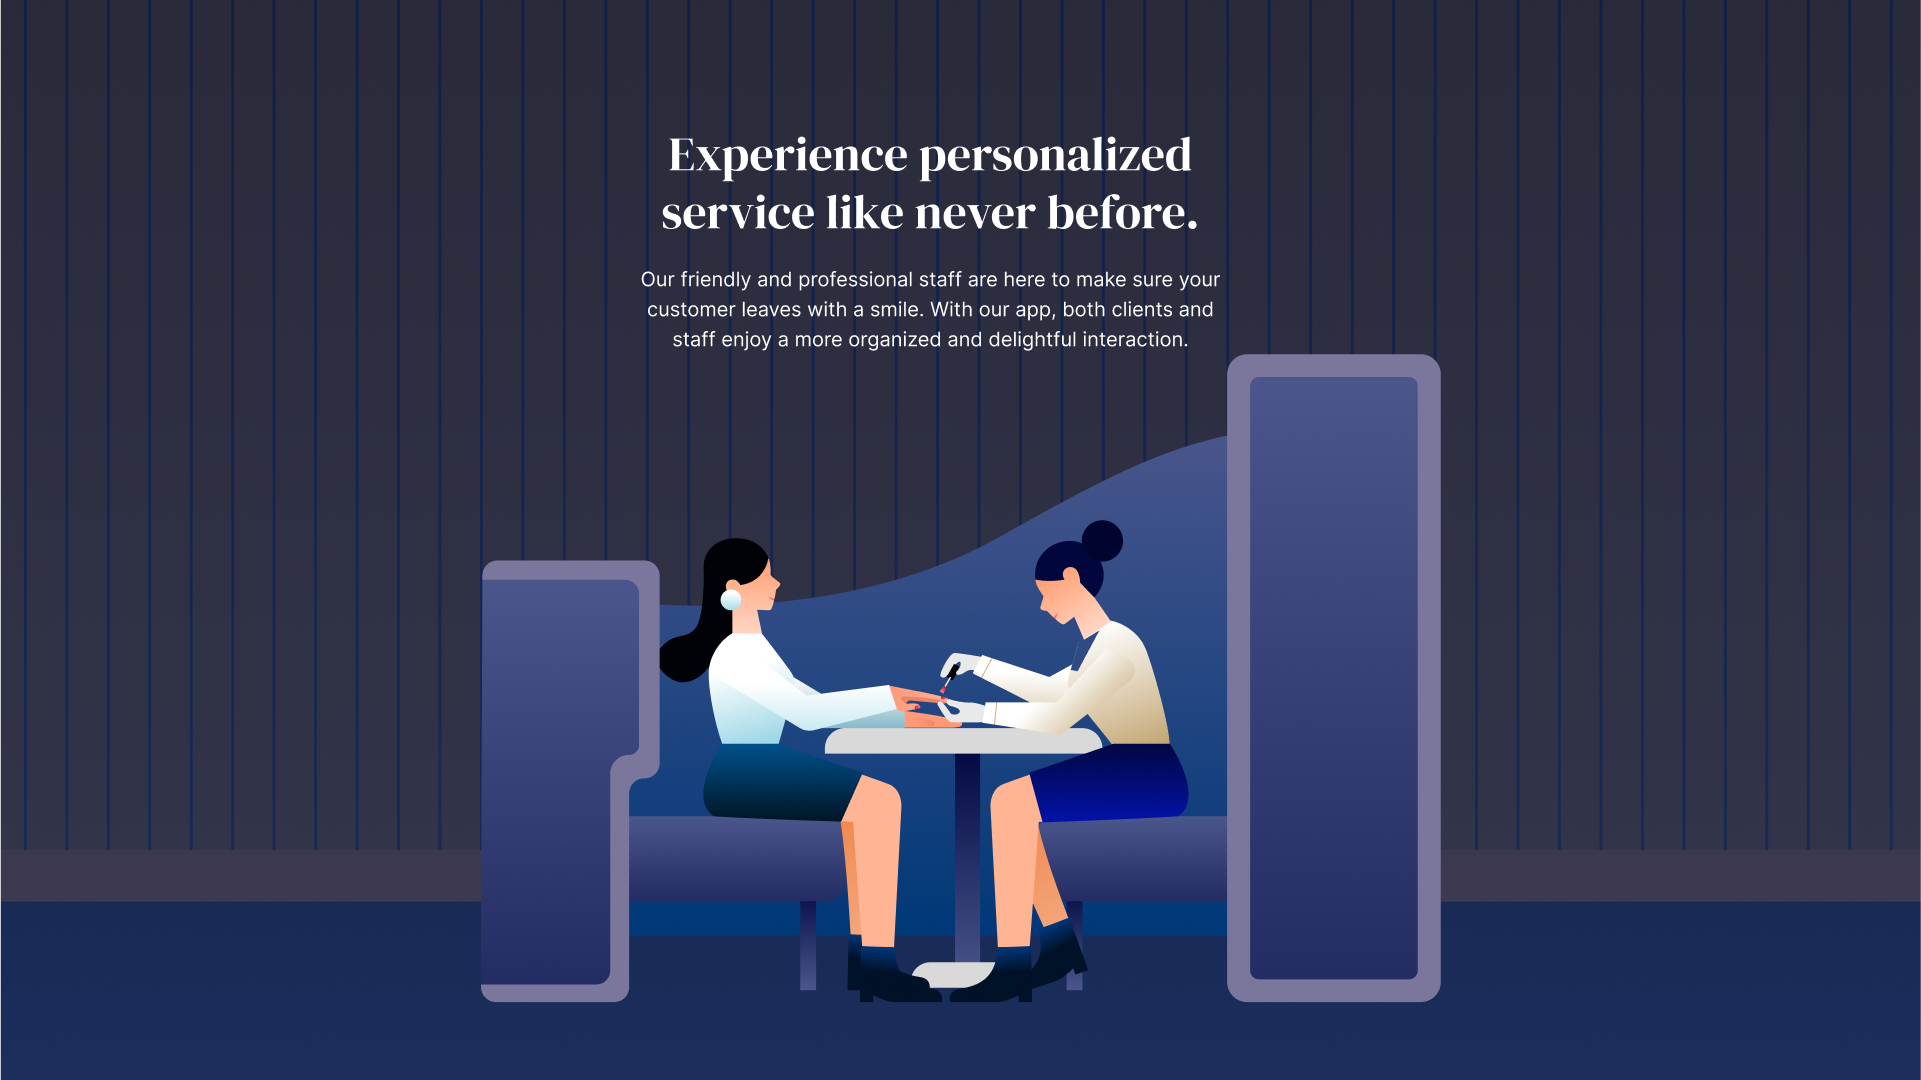 Experience personalized
service like never before.
Our friendly and professional staff are here to make sure your
customer leaves with a smile. With our app, both clients and
staff enjoy a more organized and delightful interaction.